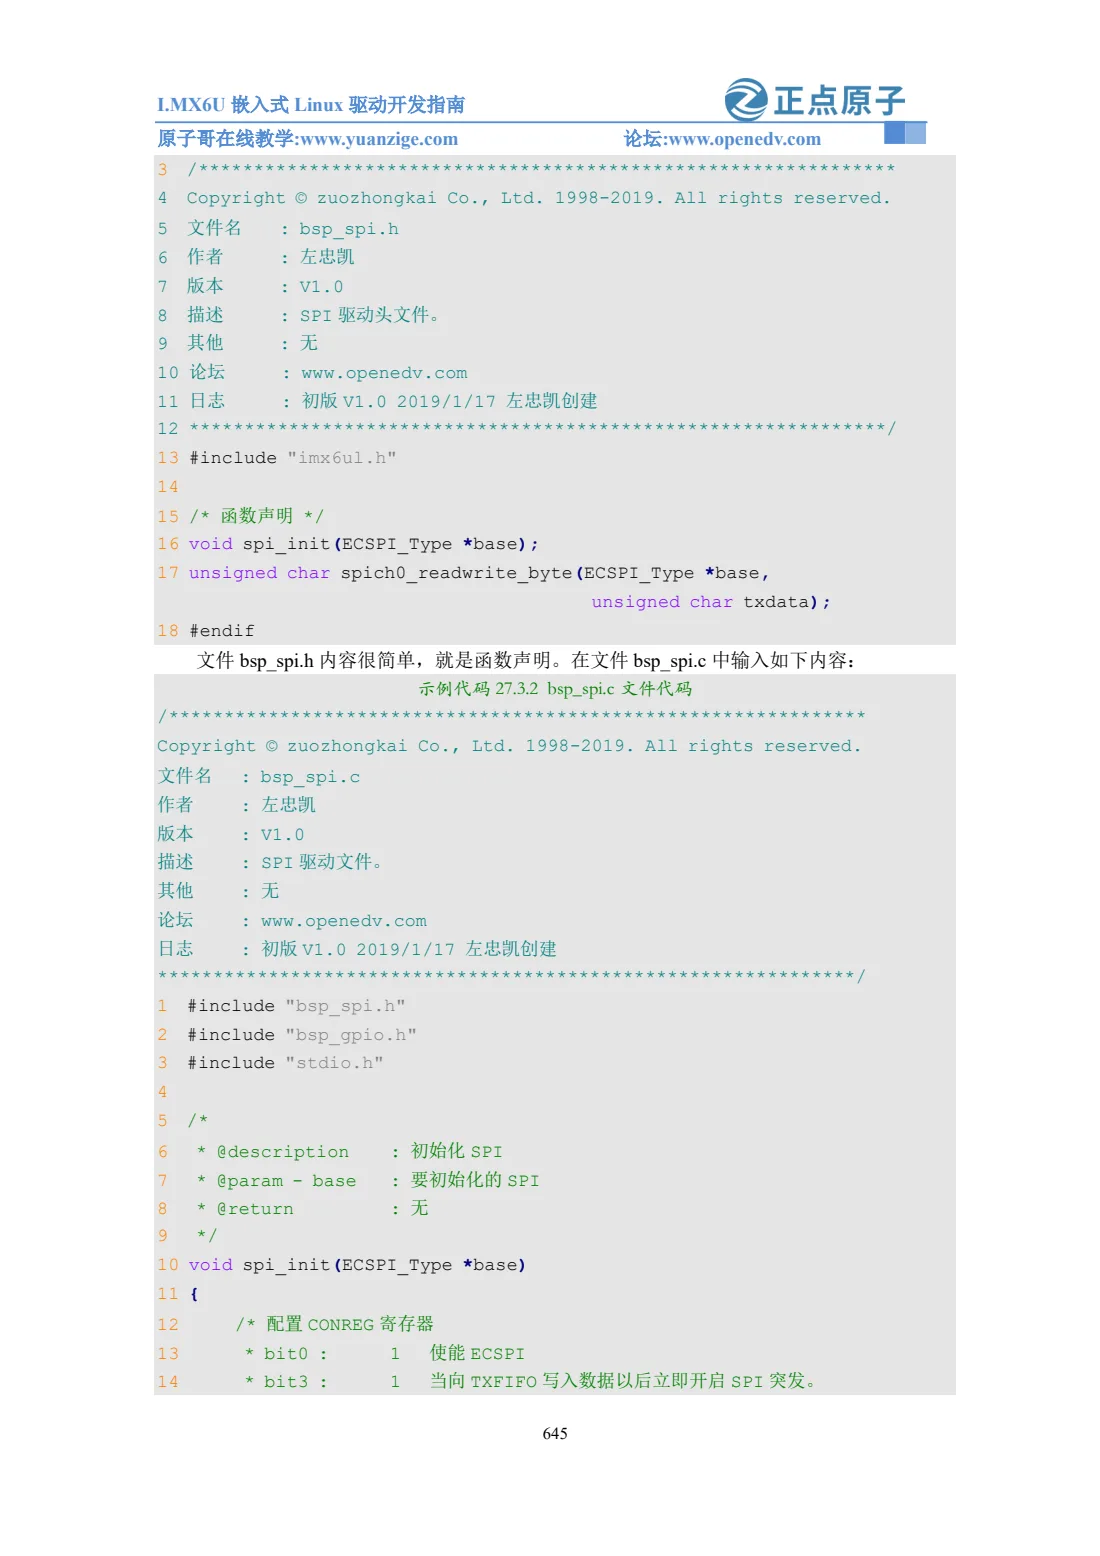 I.MX6U 嵌入式 Linux 驱动开发指南
正点原子
原子哥在线教学:www.yuanzige.com 论坛:www.openedv.com
3 /***************************************************************
4 Copyright © zuozhongkai Co., Ltd. 1998-2019. All rights reserved.
5 文件名 : bsp_spi.h
6 作者 : 左忠凯
7 版本 : V1.0
8 描述 : SPI 驱动头文件。
9 其他 : 无
10 论坛 : www.openedv.com
11 日志 : 初版 V1.0 2019/1/17 左忠凯创建
12 ***************************************************************/
13 #include "imx6ul.h"
14
15 /* 函数声明 */
16 void spi_init(ECSPI_Type *base);
17 unsigned char spich0_readwrite_byte(ECSPI_Type *base,
unsigned char txdata);
18 #endif
文件 bsp_spi.h 内容很简单，就是函数声明。在文件 bsp_spi.c 中输入如下内容：
示例代码 27.3.2 bsp_spi.c 文件代码
/***************************************************************
Copyright © zuozhongkai Co., Ltd. 1998-2019. All rights reserved.
文件名 : bsp_spi.c
作者 : 左忠凯
版本 : V1.0
描述 : SPI 驱动文件。
其他 : 无
论坛 : www.openedv.com
日志 : 初版 V1.0 2019/1/17 左忠凯创建
***************************************************************/
1 #include "bsp_spi.h"
2 #include "bsp_gpio.h"
3 #include "stdio.h"
4
5 /*
6 * @description : 初始化 SPI
7 * @param - base : 要初始化的 SPI
8 * @return : 无
9 */
10 void spi_init(ECSPI_Type *base)
11 {
12 /* 配置 CONREG 寄存器
13 * bit0 : 1 使能 ECSPI
14 * bit3 : 1 当向 TXFIFO 写入数据以后立即开启 SPI 突发。
645